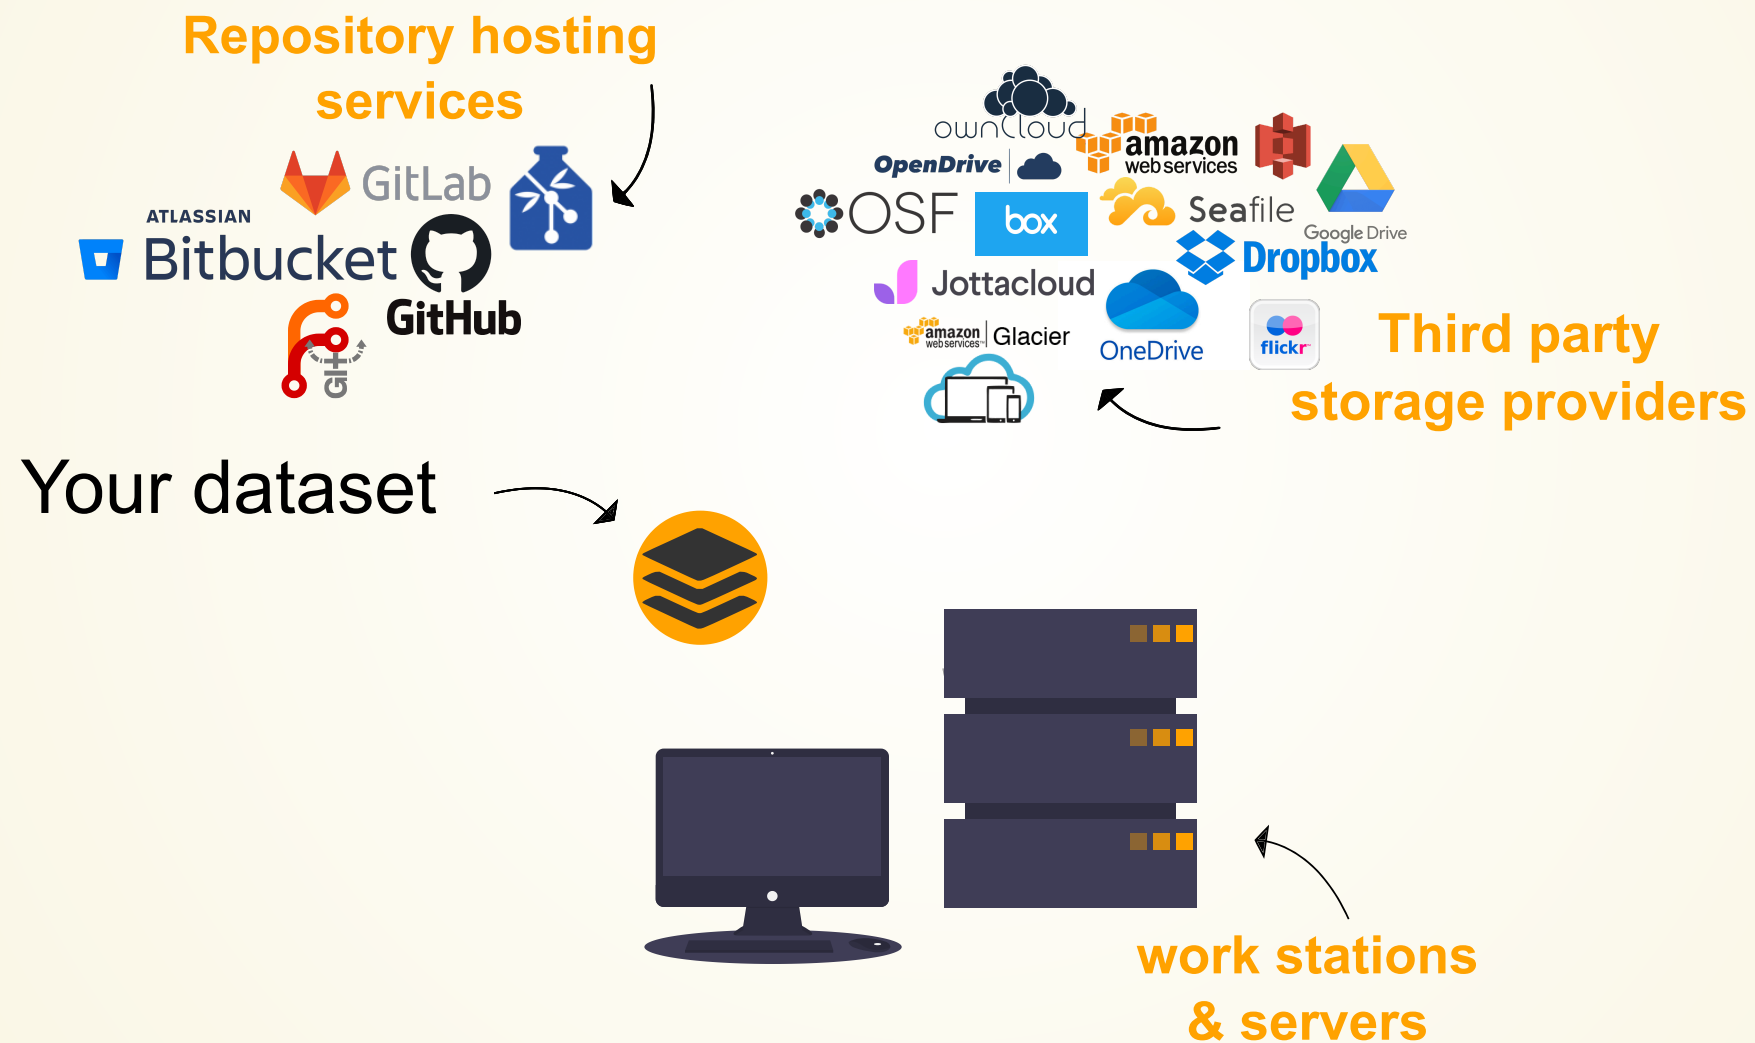 Repository hosting
services
GitLab
ATLASSIAN
Bitbucket
GitHub
GIt
ownCloud
amazon
web services
OpenDrive
OSF
box
Seafile
Google Drive
Dropbox
Jottacloud
amazon
web services™
Glacier
OneDrive
flickr
Third party
storage providers
Your dataset
work stations
& servers